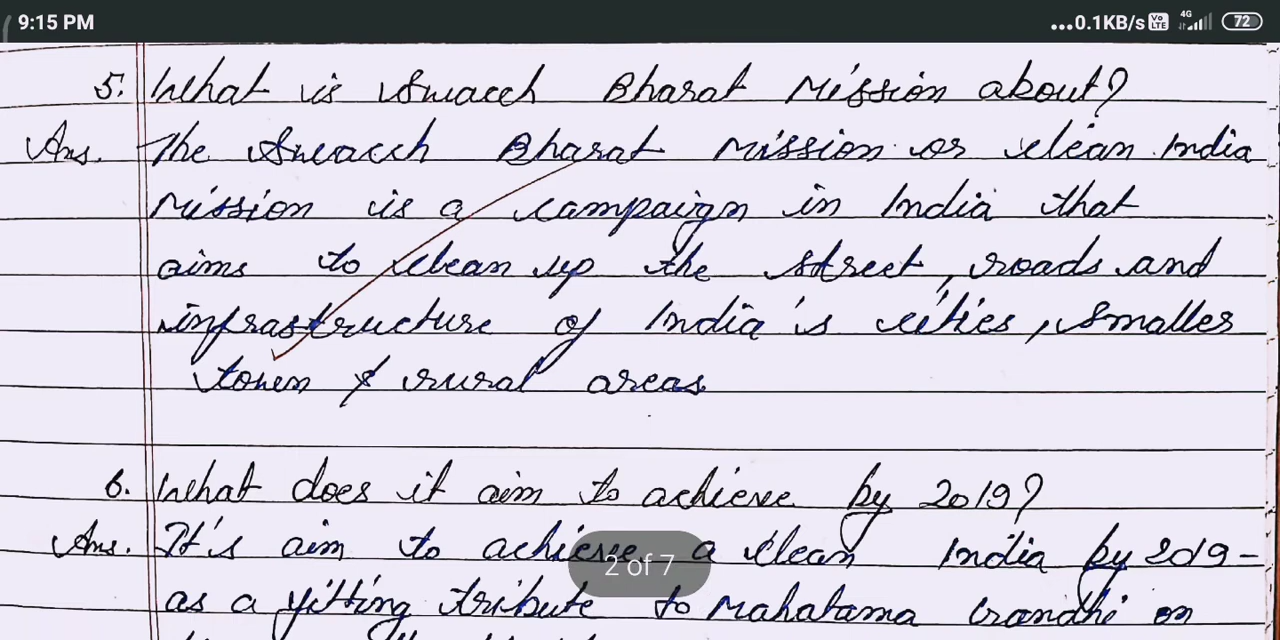 9:15 PM ...0.1KB/s Vo LTE 4G 72
5. What is Swacch Bharat Mission about?
Ans. The Swacch Bharat Mission or clean India
Mission is a campaign in India that
aims to clean up the street, roads and
infrastructure of India's cities, smaller
town & rural areas
6. What does it aim to achieve by 2019?
Ans. It's aim to achieve a clean India by 2019-
2 of 7
as a fitting tribute to Mahatama Gandhi on